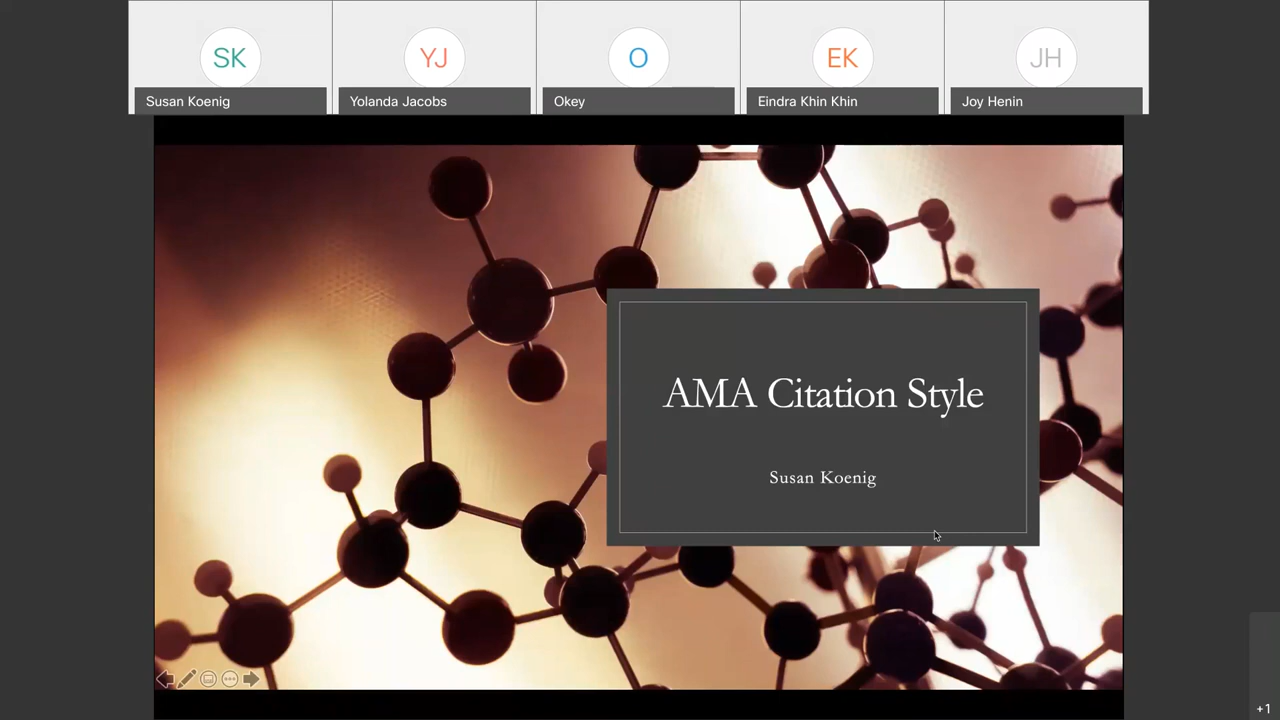 SK
YJ
O
EK
JH
Susan Koenig
Yolanda Jacobs
Okey
Eindra Khin Khin
Joy Henin
AMA Citation Style
Susan Koenig
+1